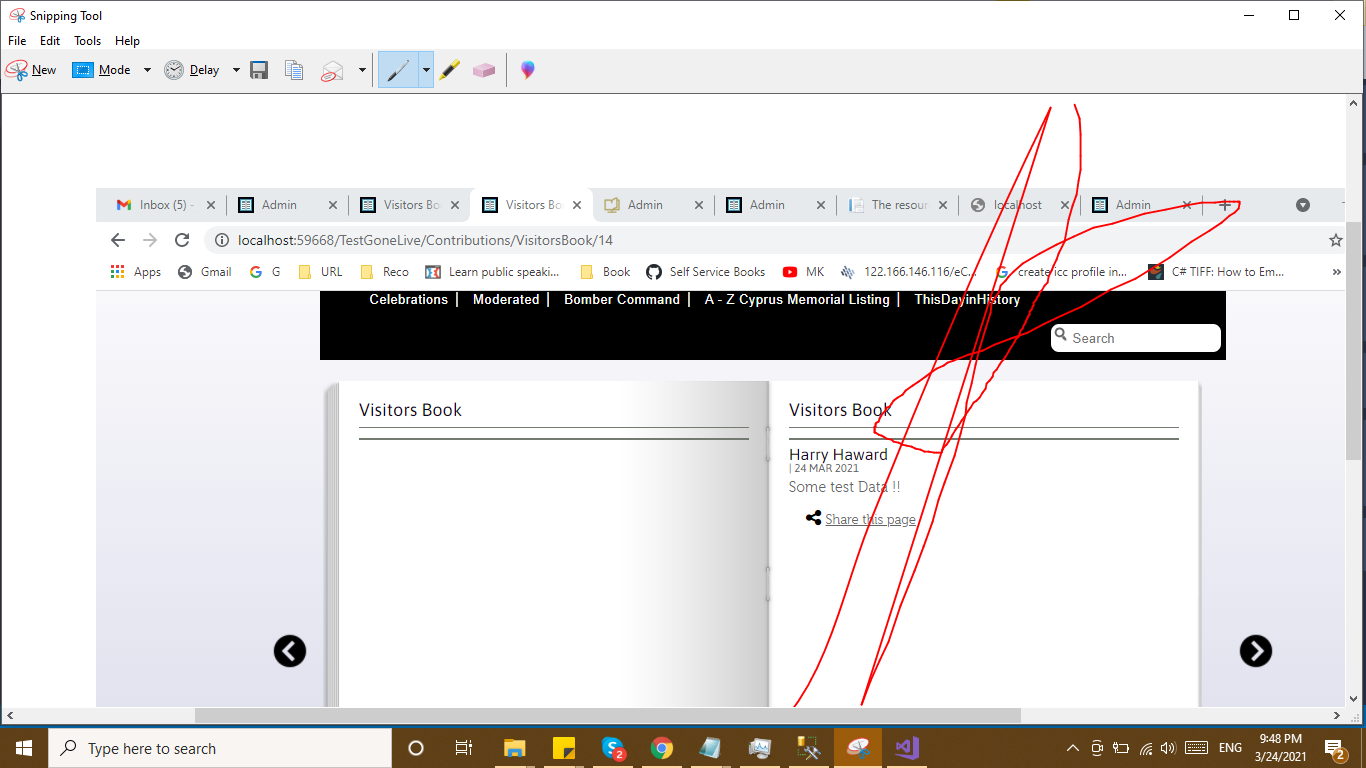 Snipping Tool
File Edit Tools Help
New Mode Delay
Inbox (5) - Admin Visitors Bo Visitors Bo Admin Admin The resour localhost Admin
localhost:59668/TestGoneLive/Contributions/VisitorsBook/14
Apps Gmail G URL Reco Learn public speaki... Book Self Service Books MK 122.166.146.116/eC... create icc profile in... C# TIFF: How to Em... »
Celebrations | Moderated | Bomber Command | A - Z Cyprus Memorial Listing | ThisDayinHistory
Search
Visitors Book
Visitors Book
Harry Haward
| 24 MAR 2021
Some test Data !!
Share this page
Type here to search
2
ENG
9:48 PM
3/24/2021
2